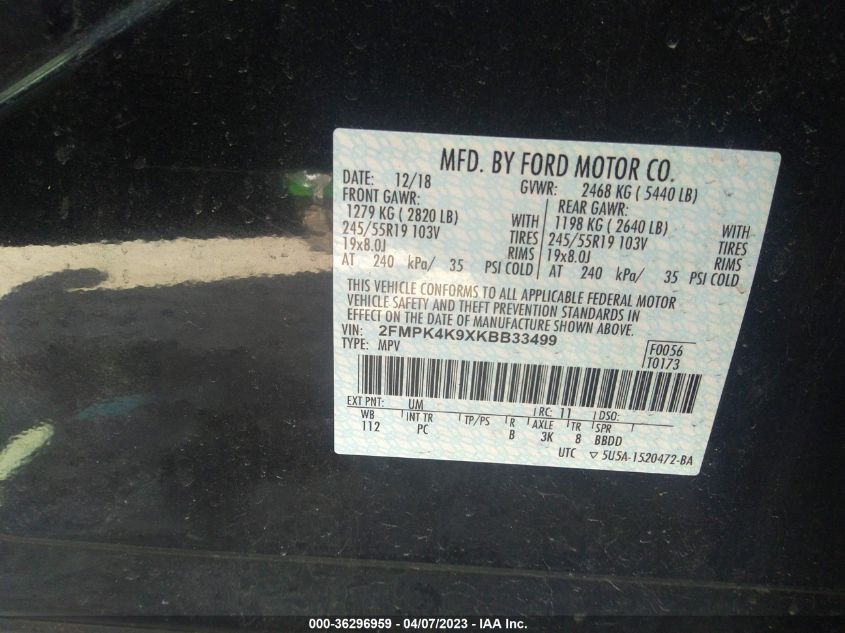 MFD. BY FORD MOTOR CO.
DATE: 12/18 GVWR: 2468 KG ( 5440 LB)
FRONT GAWR: REAR GAWR:
1279 KG ( 2820 LB) WITH 1198 KG ( 2640 LB) WITH
245/55R19 103V TIRES 245/55R19 103V TIRES
19x8.0J RIMS 19x8.0J RIMS
AT 240 kPa/ 35 PSI COLD AT 240 kPa/ 35 PSI COLD
THIS VEHICLE CONFORMS TO ALL APPLICABLE FEDERAL MOTOR
VEHICLE SAFETY AND THEFT PREVENTION STANDARDS IN
EFFECT ON THE DATE OF MANUFACTURE SHOWN ABOVE.
VIN: 2FMPK4K9XKBB33499
TYPE: MPV
F0056
T0173
EXT PNT: UM RC: 11 DSO:
WB INT TR TP/PS R AXLE TR SPR
112 PC B 3K 8 BBDD
UTC ▽ 5U5A-1520472-BA
000-36296959 - 04/07/2023 - IAA Inc.